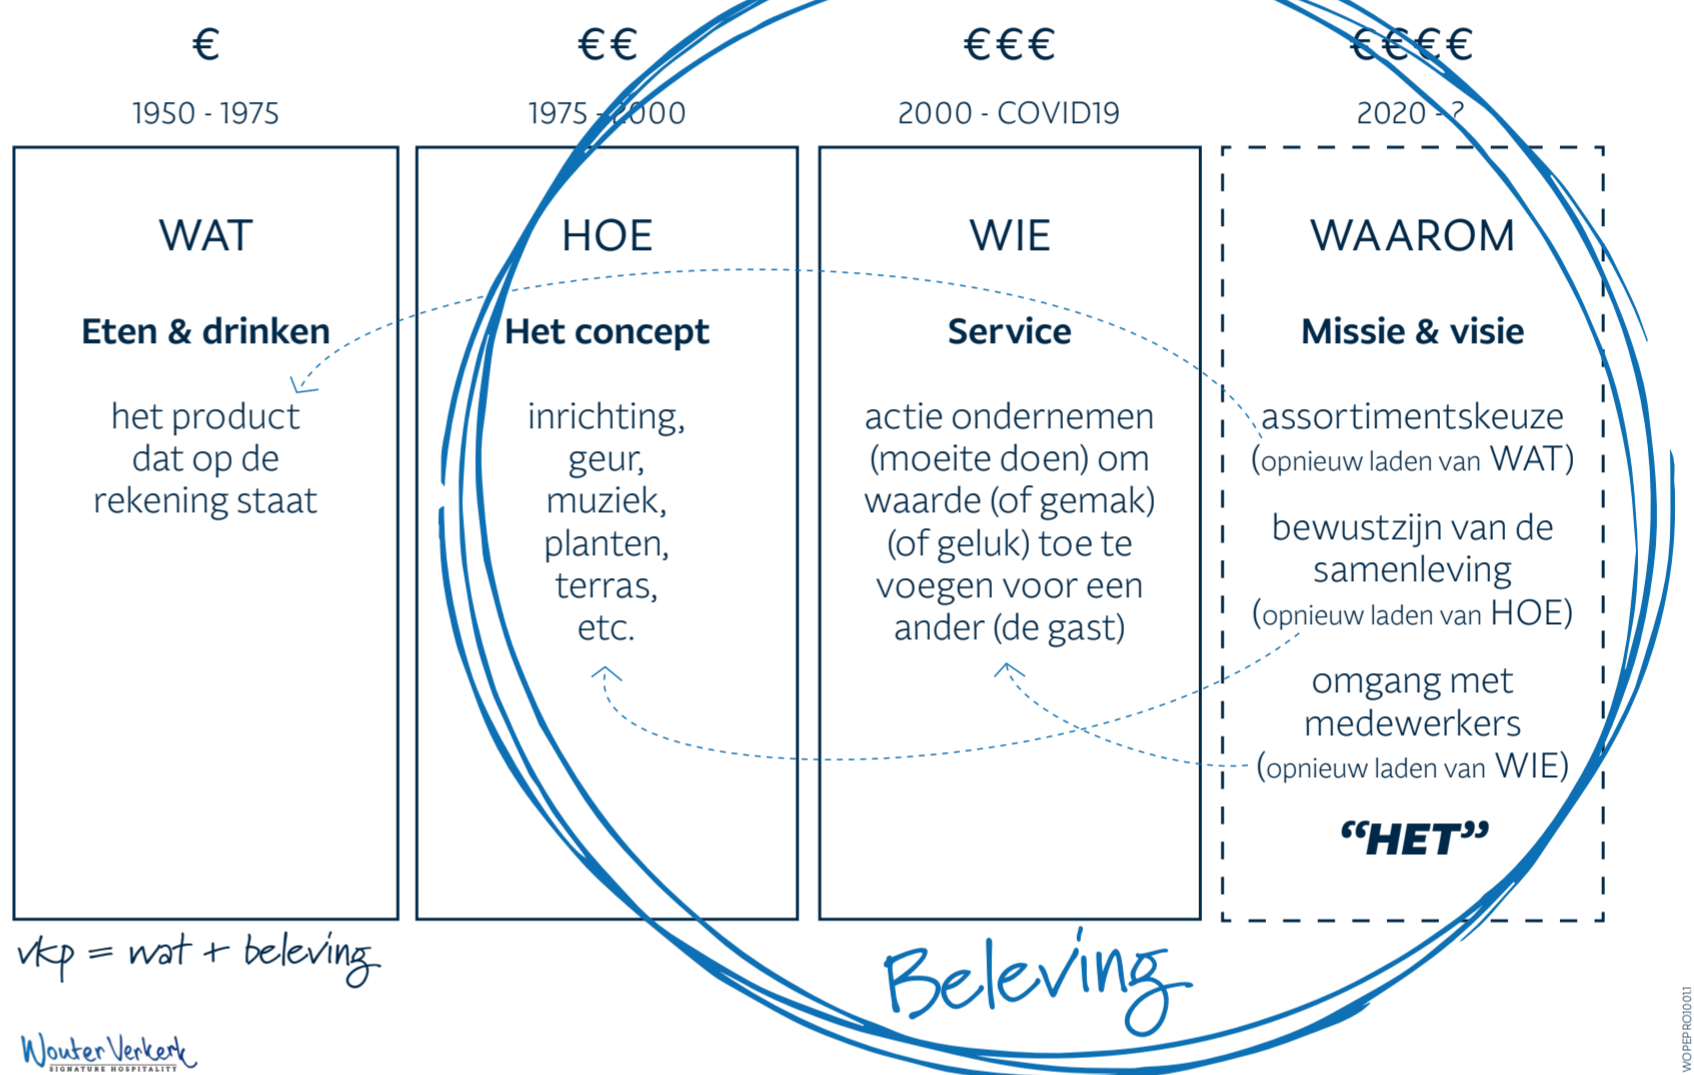 €
1950 - 1975
WAT
Eten & drinken
het product
dat op de
rekening staat
€€
1975 - 2000
HOE
Het concept
inrichting,
geur,
muziek,
planten,
terras,
etc.
€€€
2000 - COVID19
WIE
Service
actie ondernemen
(moeite doen) om
waarde (of gemak)
(of geluk) toe te
voegen voor een
ander (de gast)
€€€€
2020 - ?
WAAROM
Missie & visie
assortimentskeuze
(opnieuw laden van WAT)
bewustzijn van de
samenleving
(opnieuw laden van HOE)
omgang met
medewerkers
(opnieuw laden van WIE)
“HET”
vkp = wat + beleving
Beleving
Wouter Verkerk
SIGNATURE HOSPITALITY
WOPEPRO10011